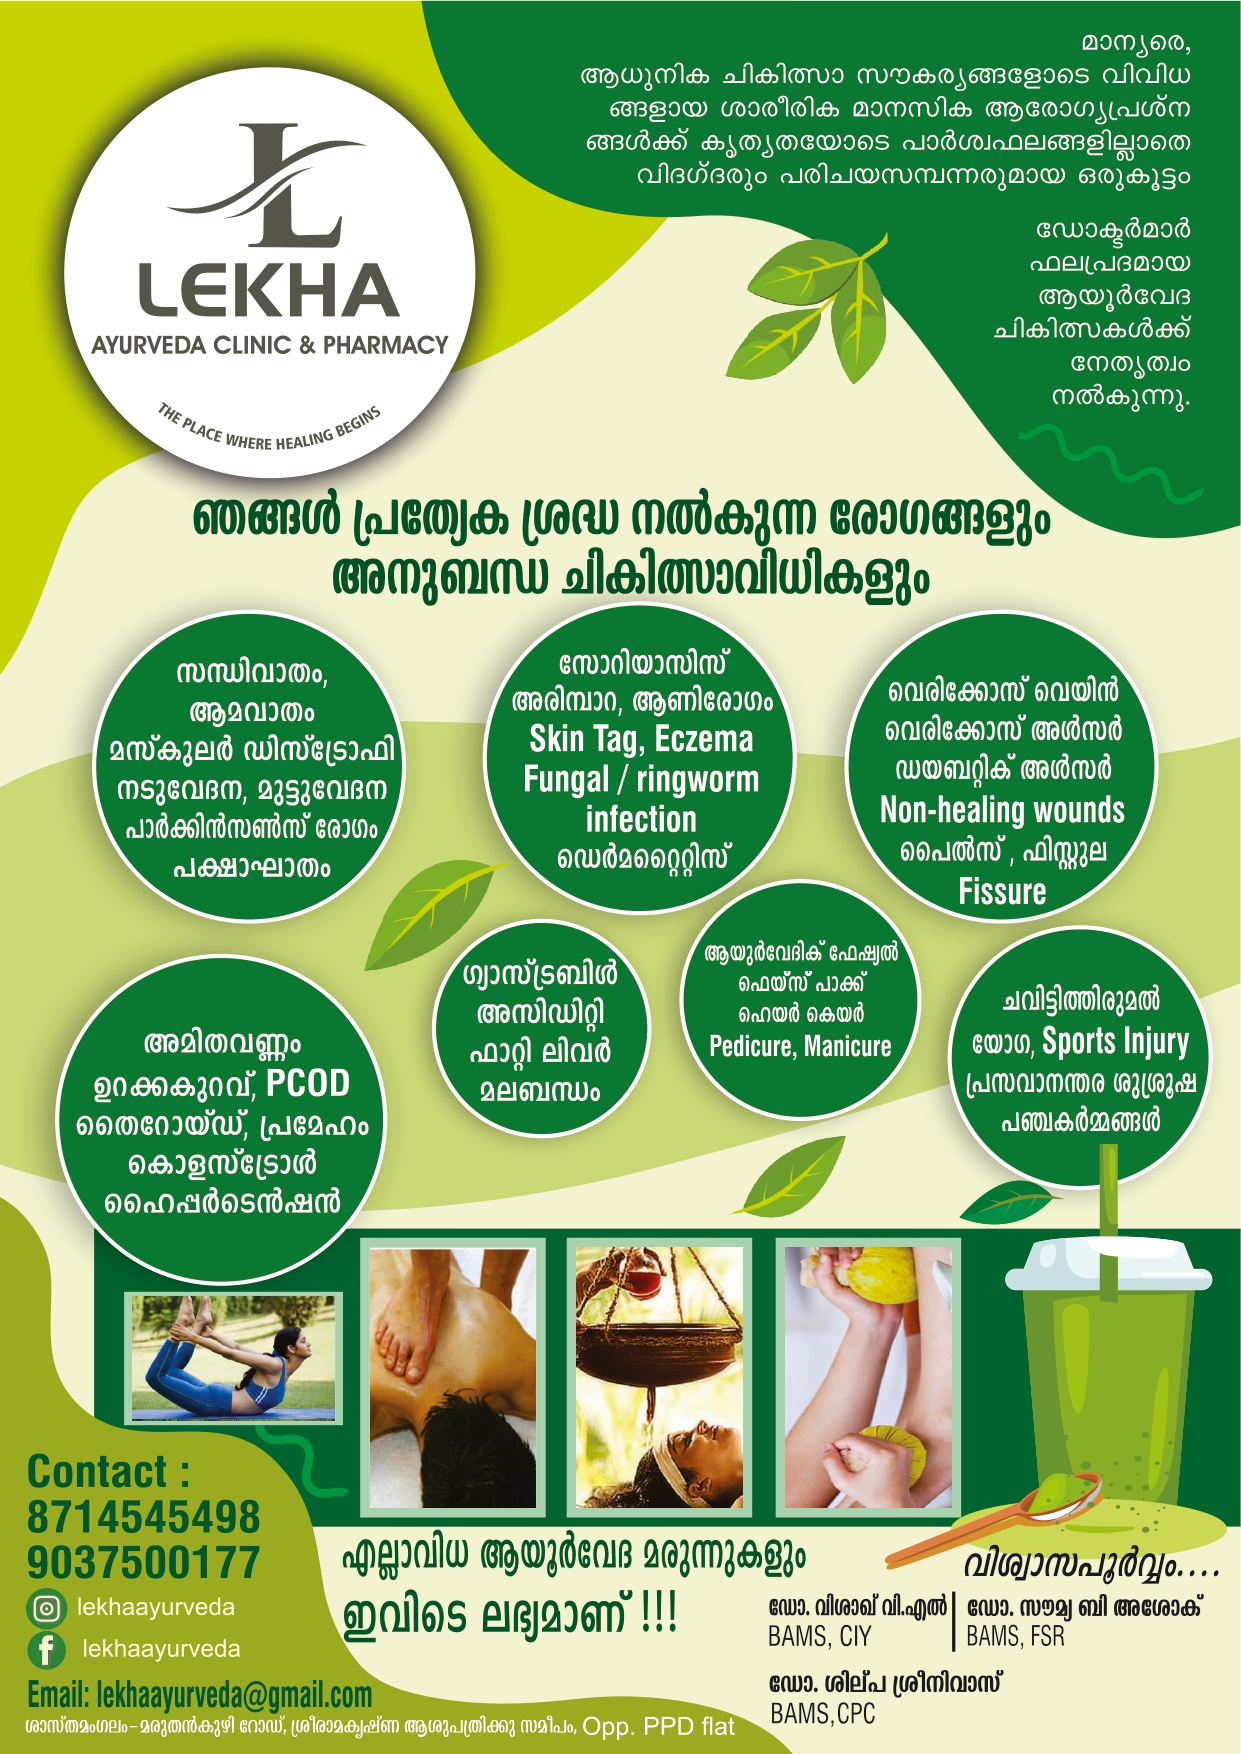 L
LEKHA
AYURVEDA CLINIC & PHARMACY
THE PLACE WHERE HEALING BEGINS
മാന്യരെ,
ആധുനിക ചികിത്സാ സൗകര്യങ്ങളോടെ വിവിധ
ങ്ങളായ ശാരീരിക മാനസിക ആരോഗ്യപ്രശ്ന
ങ്ങൾക്ക് കൃത്യതയോടെ പാർശ്വഫലങ്ങളില്ലാതെ
വിദഗ്ദരും പരിചയസമ്പന്നരുമായ ഒരുകൂട്ടം
ഡോക്ടർമാർ
ഫലപ്രദമായ
ആയൂർവേദ
ചികിത്സകൾക്ക്
നേതൃത്വം
നൽകുന്നു.
ഞങ്ങൾ പ്രത്യേക ശ്രദ്ധ നൽകുന്ന രോഗങ്ങളും
അനുബന്ധ ചികിത്സാവിധികളും
സന്ധിവാതം,
ആമവാതം
മസ്കുലർ ഡിസ്ട്രോഫി
നടുവേദന, മുട്ടുവേദന
പാർക്കിൻസൺസ് രോഗം
പക്ഷാഘാതം
സോറിയാസിസ്
അരിമ്പാറ, ആണിരോഗം
Skin Tag, Eczema
Fungal / ringworm
infection
ഡെർമറ്റൈറ്റിസ്
വെരിക്കോസ് വെയിൻ
വെരിക്കോസ് അൾസർ
ഡയബറ്റിക് അൾസർ
Non-healing wounds
പൈൽസ് , ഫിസ്റ്റുല
Fissure
അമിതവണ്ണം
ഉറക്കകുറവ്, PCOD
തൈറോയ്ഡ്, പ്രമേഹം
കൊളസ്ട്രോൾ
ഹൈപ്പർടെൻഷൻ
ഗ്യാസ്ട്രബിൾ
അസിഡിറ്റി
ഫാറ്റി ലിവർ
മലബന്ധം
ആയുർവേദിക് ഫേഷ്യൽ
ഫെയ്സ് പാക്ക്
ഹെയർ കെയർ
Pedicure, Manicure
ചവിട്ടിത്തിരുമൽ
യോഗ, Sports Injury
പ്രസവാനന്തര ശുശ്രൂഷ
പഞ്ചകർമ്മങ്ങൾ
Contact :
8714545498
9037500177
lekhaayurveda
lekhaayurveda
Email: lekhaayurveda@gmail.com
ശാസ്തമംഗലം – മരുതൻകുഴി റോഡ്, ശ്രീരാമകൃഷ്ണ ആശുപത്രിക്കു സമീപം, Opp. PPD flat
എല്ലാവിധ ആയൂർവേദ മരുന്നുകളും
ഇവിടെ ലഭ്യമാണ് !!!
വിശ്വാസപൂർവ്വം....
ഡോ. വിശാഖ് വി.എൽ
BAMS, CIY
ഡോ. സൗമ്യ ബി അശോക്
BAMS, FSR
ഡോ. ശില്പ ശ്രീനിവാസ്
BAMS,CPC